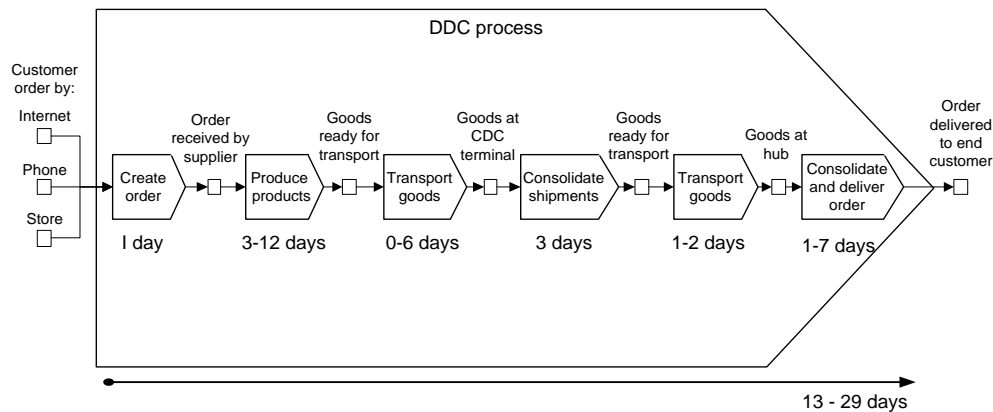 DDC process
Customer
order by:
Internet
Phone
Store
Create
order
I day
Order
received by
supplier
Produce
products
3-12 days
Goods
ready for
transport
Transport
goods
0-6 days
Goods at
CDC
terminal
Consolidate
shipments
3 days
Goods
ready for
transport
Transport
goods
1-2 days
Goods at
hub
Consolidate
and deliver
order
1-7 days
Order
delivered
to end
customer
13 - 29 days